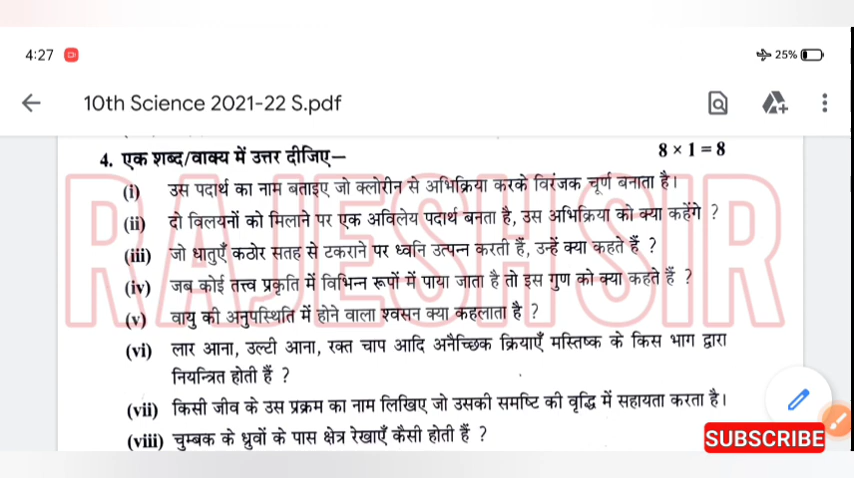 4:27
25%
10th Science 2021-22 S.pdf
4. एक शब्द/वाक्य में उत्तर दीजिए— 8 × 1 = 8
(i) उस पदार्थ का नाम बताइए जो क्लोरीन से अभिक्रिया करके विरंजक चूर्ण बनाता है।
(ii) दो विलयनों को मिलाने पर एक अविलेय पदार्थ बनता है, उस अभिक्रिया को क्या कहेंगे ?
(iii) जो धातुएँ कठोर सतह से टकराने पर ध्वनि उत्पन्न करती हैं, उन्हें क्या कहते हैं ?
(iv) जब कोई तत्त्व प्रकृति में विभिन्न रूपों में पाया जाता है तो इस गुण को क्या कहते हैं ?
(v) वायु की अनुपस्थिति में होने वाला श्वसन क्या कहलाता है ?
(vi) लार आना, उल्टी आना, रक्त चाप आदि अनैच्छिक क्रियाएँ मस्तिष्क के किस भाग द्वारा
नियन्त्रित होती हैं ?
(vii) किसी जीव के उस प्रक्रम का नाम लिखिए जो उसकी समष्टि की वृद्धि में सहायता करता है।
(viii) चुम्बक के ध्रुवों के पास क्षेत्र रेखाएँ कैसी होती हैं ?
RAJESH SIR
SUBSCRIBE